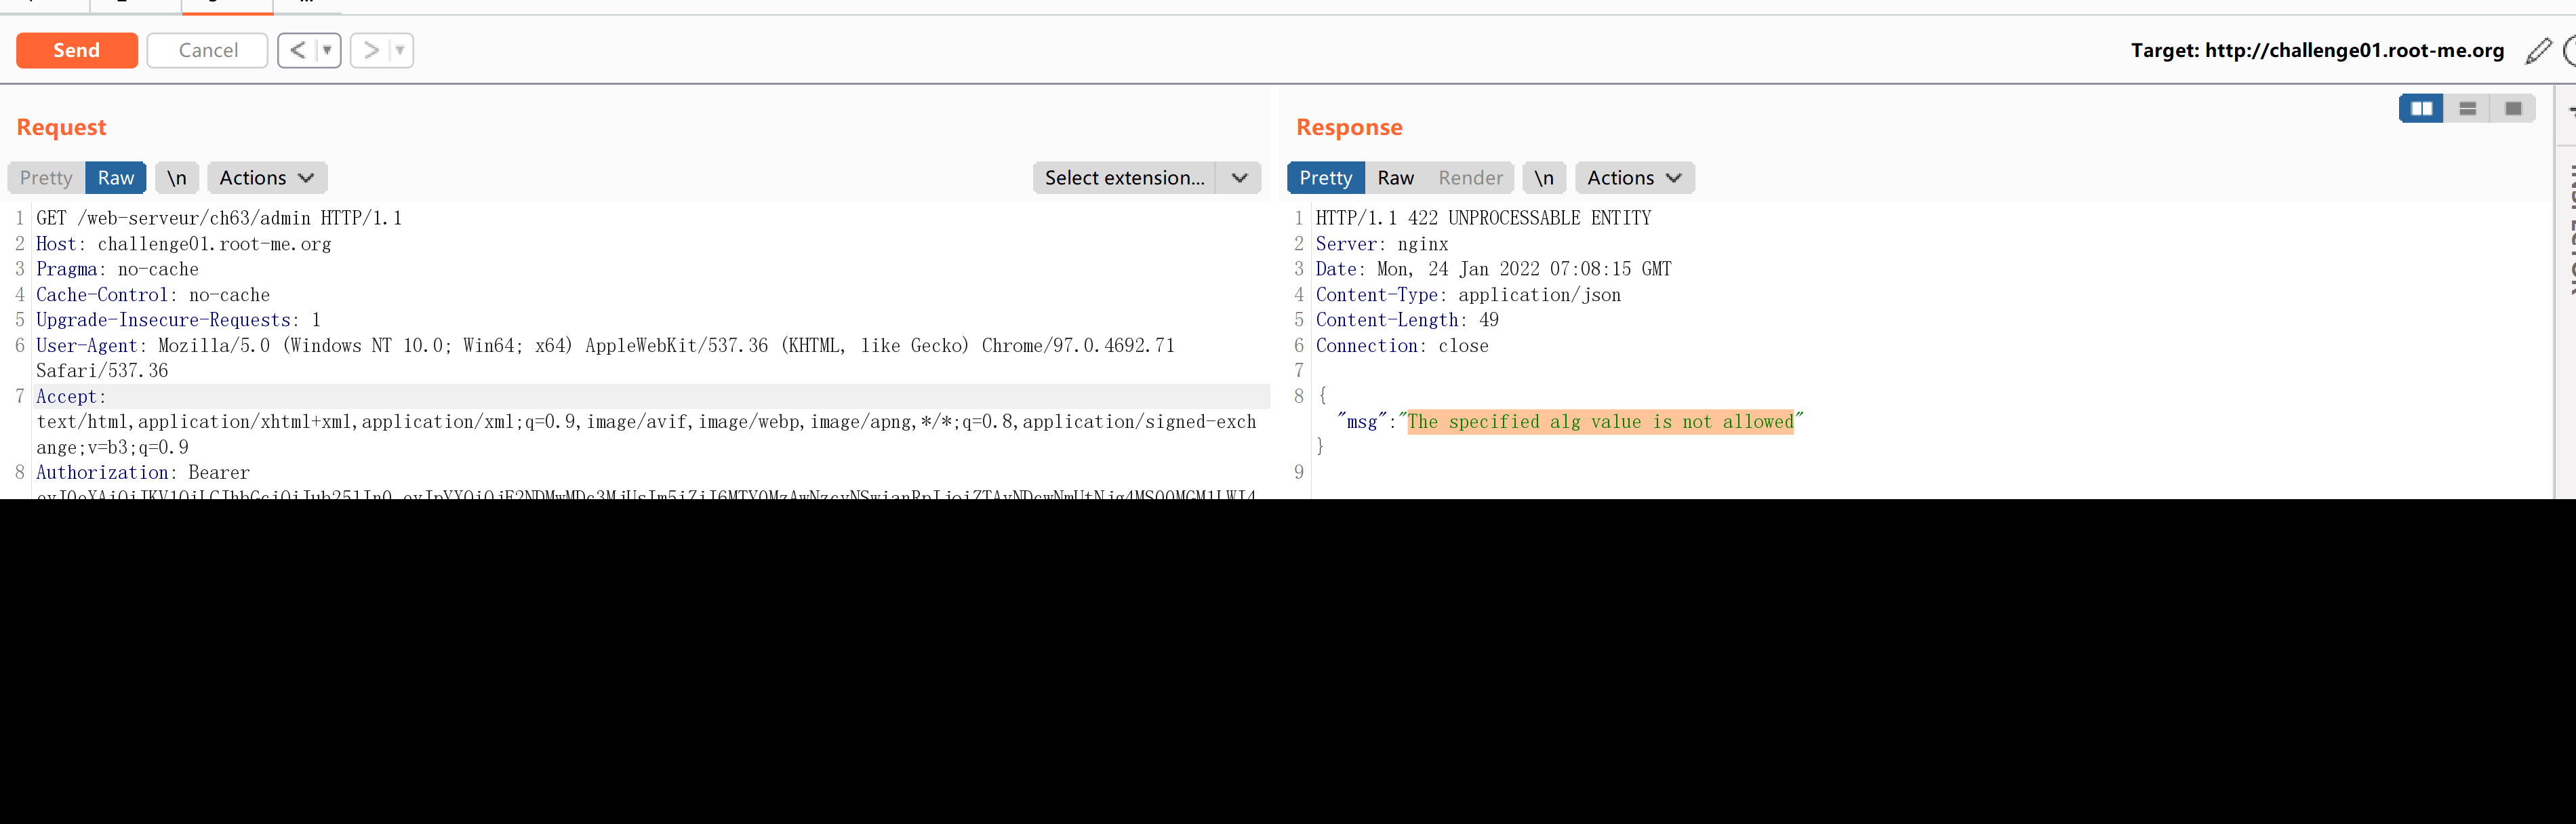 Send
Cancel
Target: http://challenge01.root-me.org
Request
Pretty
Raw
\n
Actions
Select extension...
1 GET /web-serveur/ch63/admin HTTP/1.1
2 Host: challenge01.root-me.org
3 Pragma: no-cache
4 Cache-Control: no-cache
5 Upgrade-Insecure-Requests: 1
6 User-Agent: Mozilla/5.0 (Windows NT 10.0; Win64; x64) AppleWebKit/537.36 (KHTML, like Gecko) Chrome/97.0.4692.71
Safari/537.36
7 Accept:
text/html,application/xhtml+xml,application/xml;q=0.9,image/avif,image/webp,image/apng,*/*;q=0.8,application/signed-exch
ange;v=b3;q=0.9
8 Authorization: Bearer
Response
Pretty
Raw
Render
\n
Actions
1 HTTP/1.1 422 UNPROCESSABLE ENTITY
2 Server: nginx
3 Date: Mon, 24 Jan 2022 07:08:15 GMT
4 Content-Type: application/json
5 Content-Length: 49
6 Connection: close
7
8 {
"msg":"The specified alg value is not allowed"
}
9